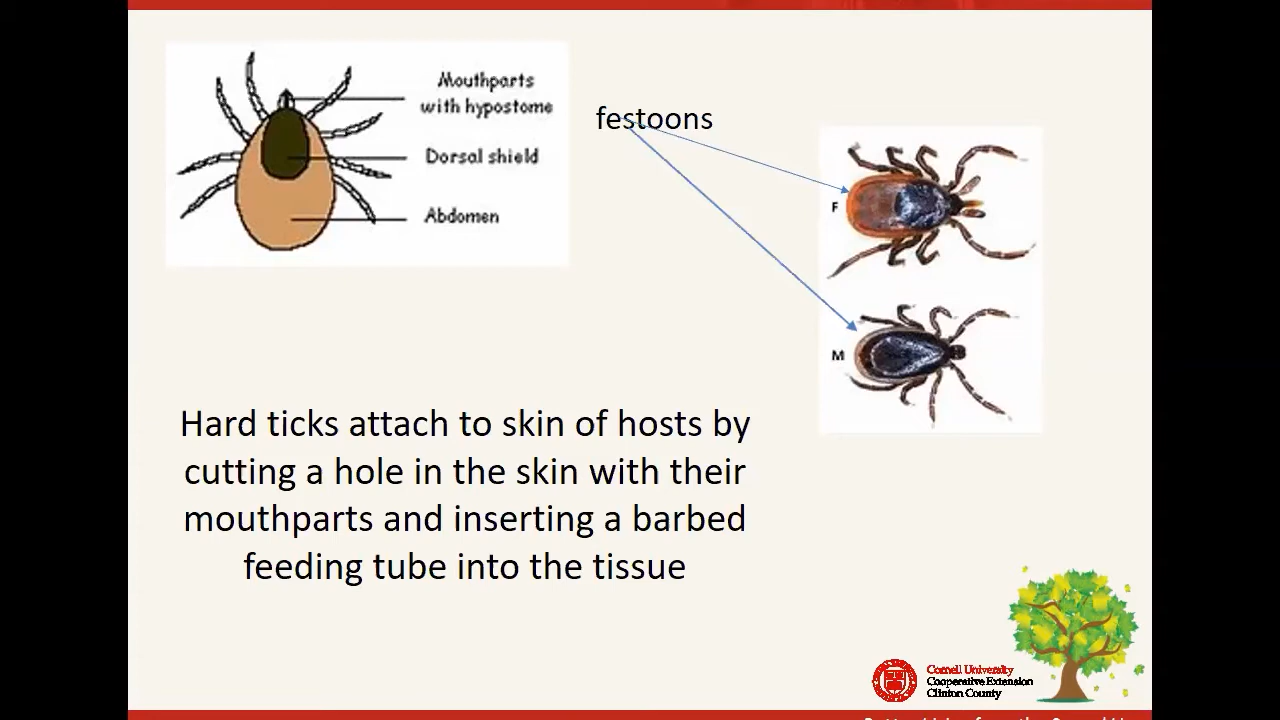 Mouthparts
with hypostome
Dorsal shield
Abdomen
festoons
F
M
Hard ticks attach to skin of hosts by
cutting a hole in the skin with their
mouthparts and inserting a barbed
feeding tube into the tissue
Cornell University
Cooperative Extension
Clinton County